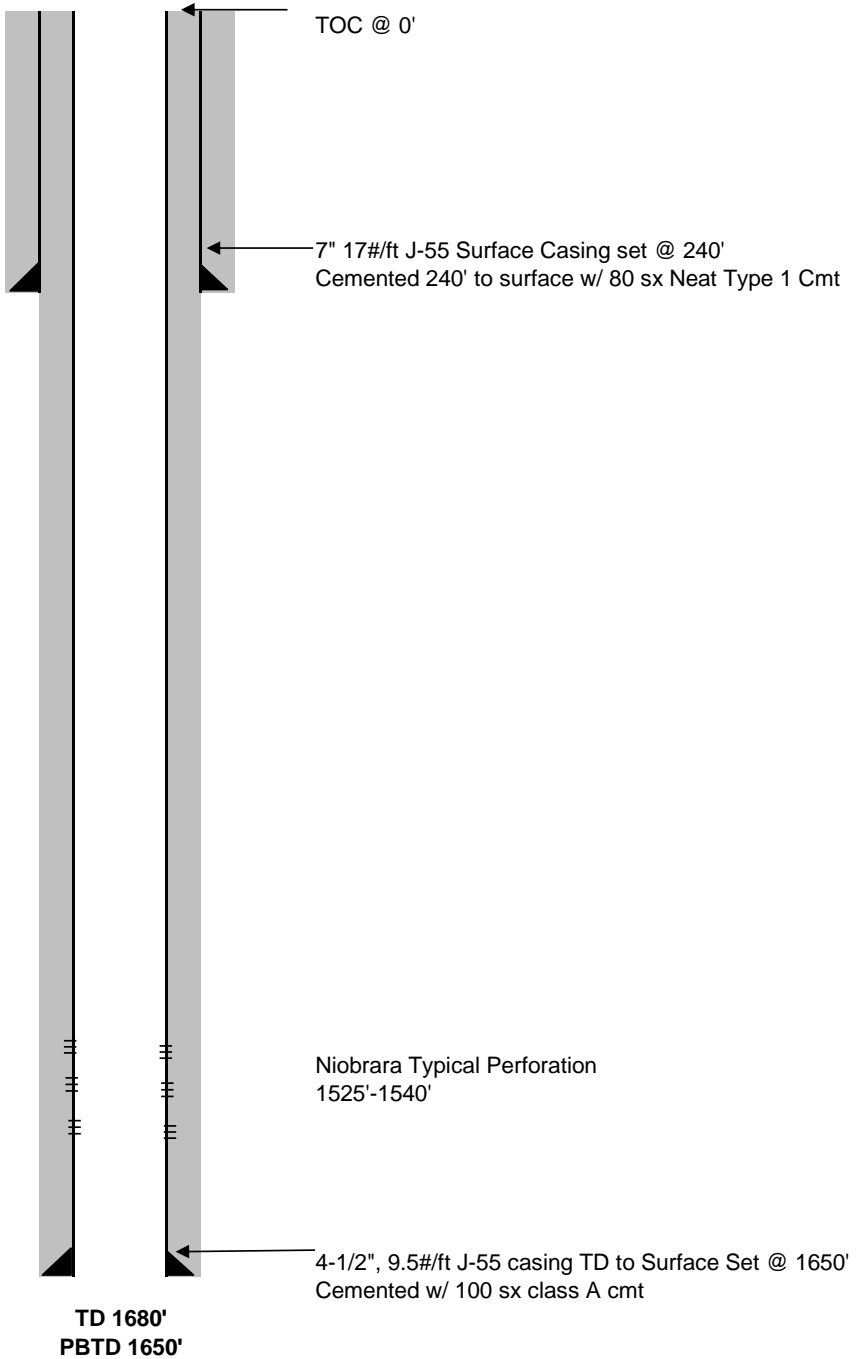 TOC @ 0'
7" 17#/ft J-55 Surface Casing set @ 240'
Cemented 240' to surface w/ 80 sx Neat Type 1 Cmt
Niobrara Typical Perforation
1525'-1540'
4-1/2", 9.5#/ft J-55 casing TD to Surface Set @ 1650'
Cemented w/ 100 sx class A cmt
TD 1680'
PBTD 1650'